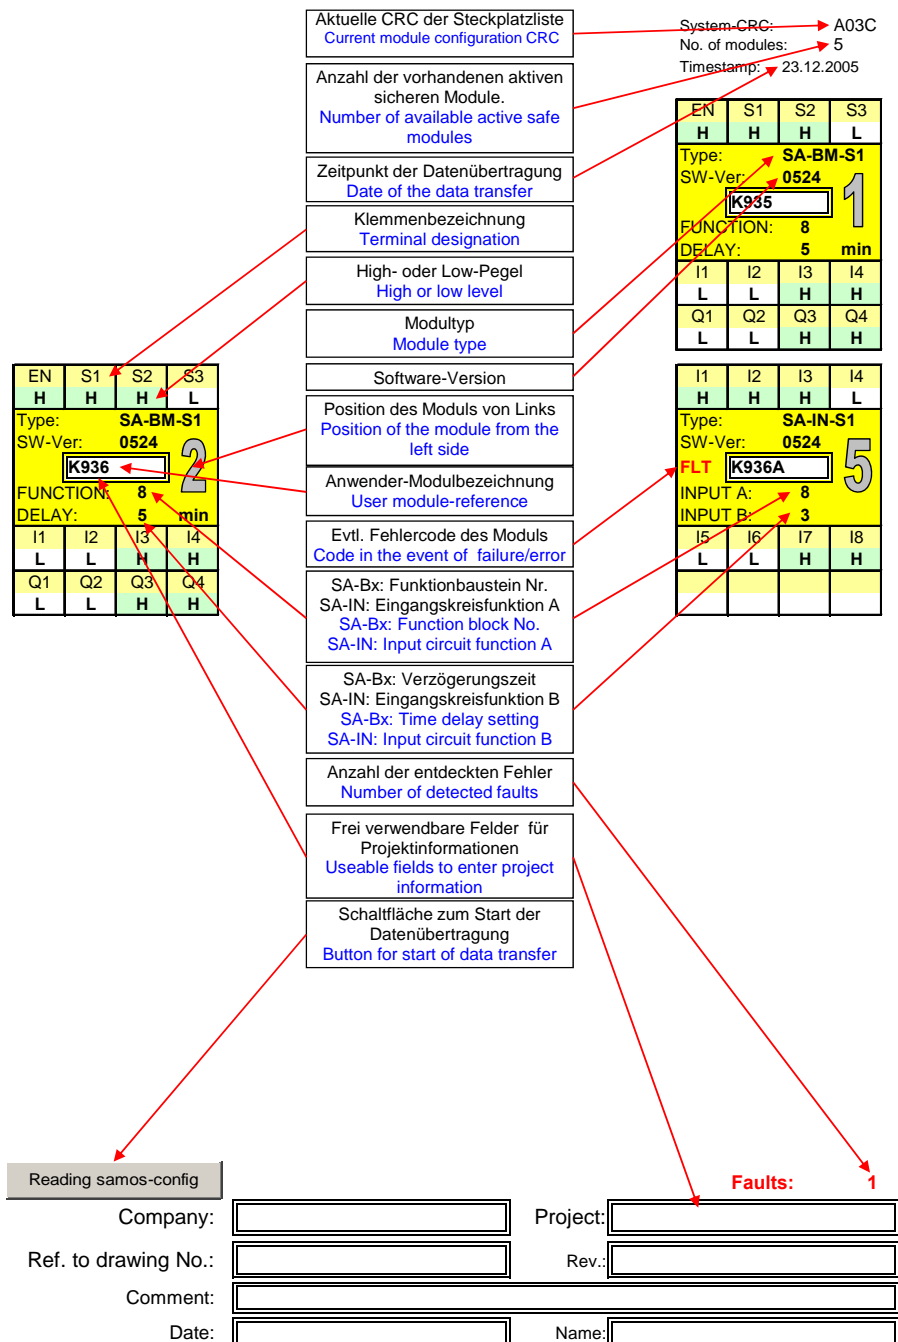 Aktuelle CRC der Steckplatzliste
Current module configuration CRC
System-CRC: A03C
No. of modules: 5
Timestamp: 23.12.2005
Anzahl der vorhandenen aktiven
sicheren Module.
Number of available active safe
modules
Zeitpunkt der Datenübertragung
Date of the data transfer
Klemmenbezeichnung
Terminal designation
High- oder Low-Pegel
High or low level
Modultyp
Module type
Software-Version
Position des Moduls von Links
Position of the module from the
left side
Anwender-Modulbezeichnung
User module-reference
Evtl. Fehlercode des Moduls
Code in the event of failure/error
SA-Bx: Funktionbaustein Nr.
SA-IN: Eingangskreisfunktion A
SA-Bx: Function block No.
SA-IN: Input circuit function A
SA-Bx: Verzögerungszeit
SA-IN: Eingangskreisfunktion B
SA-Bx: Time delay setting
SA-IN: Input circuit function B
Anzahl der entdeckten Fehler
Number of detected faults
Frei verwendbare Felder für
Projektinformationen
Useable fields to enter project
information
Schaltfläche zum Start der
Datenübertragung
Button for start of data transfer
EN S1 S2 S3
H H H L
Type: SA-BM-S1
SW-Ver: 0524
K935
1
FUNCTION: 8
DELAY: 5 min
I1 I2 I3 I4
L L H H
Q1 Q2 Q3 Q4
L L H H
EN S1 S2 S3
H H H L
Type: SA-BM-S1
SW-Ver: 0524
K936
2
FUNCTION: 8
DELAY: 5 min
I1 I2 I3 I4
L L H H
Q1 Q2 Q3 Q4
L L H H
I1 I2 I3 I4
H H H L
Type: SA-IN-S1
SW-Ver: 0524
FLT K936A
5
INPUT A: 8
INPUT B: 3
I5 I6 I7 I8
L L H H
Reading samos-config
Faults: 1
Company:
Project:
Ref. to drawing No.:
Rev.:
Comment:
Date:
Name: